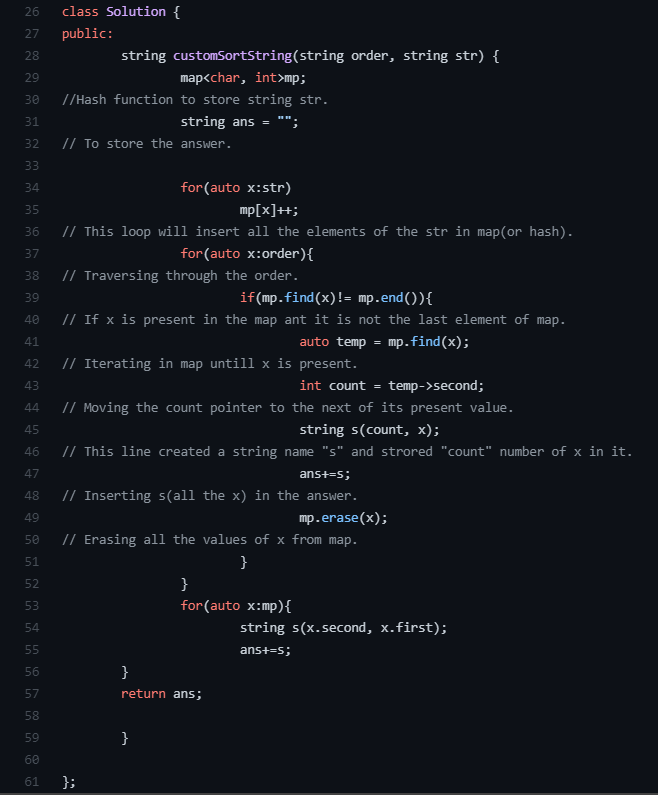 26 class Solution {
27 public:
28 string customSortString(string order, string str) {
29 map<char, int>mp;
30 //Hash function to store string str.
31 string ans = "";
32 // To store the answer.
33
34 for(auto x:str)
35 mp[x]++;
36 // This loop will insert all the elements of the str in map(or hash).
37 for(auto x:order){
38 // Traversing through the order.
39 if(mp.find(x)!= mp.end()){
40 // If x is present in the map ant it is not the last element of map.
41 auto temp = mp.find(x);
42 // Iterating in map untill x is present.
43 int count = temp->second;
44 // Moving the count pointer to the next of its present value.
45 string s(count, x);
46 // This line created a string name "s" and strored "count" number of x in it.
47 ans+=s;
48 // Inserting s(all the x) in the answer.
49 mp.erase(x);
50 // Erasing all the values of x from map.
51 }
52 }
53 for(auto x:mp){
54 string s(x.second, x.first);
55 ans+=s;
56 }
57 return ans;
58
59 }
60
61 };